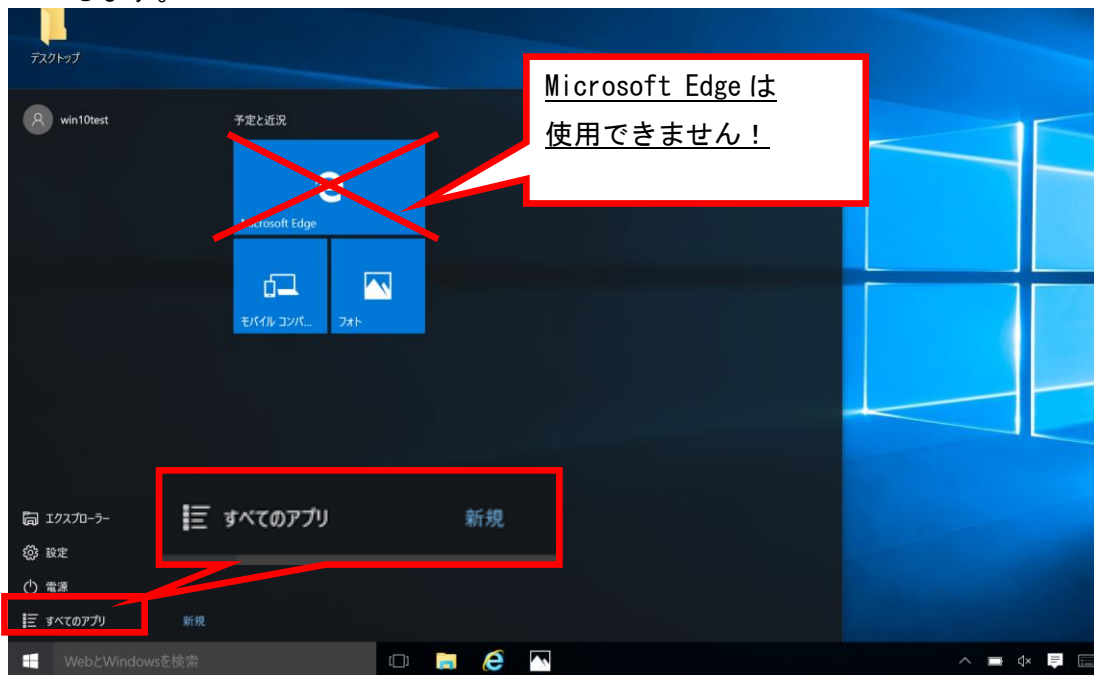 します。
デスクトップ
Microsoft Edge は
使用できません！
win10test
予定と近況
Microsoft Edge
モバイル コンパ...
フォト
エクスプローラー
すべてのアプリ 新規
設定
電源
すべてのアプリ 新規
WebとWindowsを検索